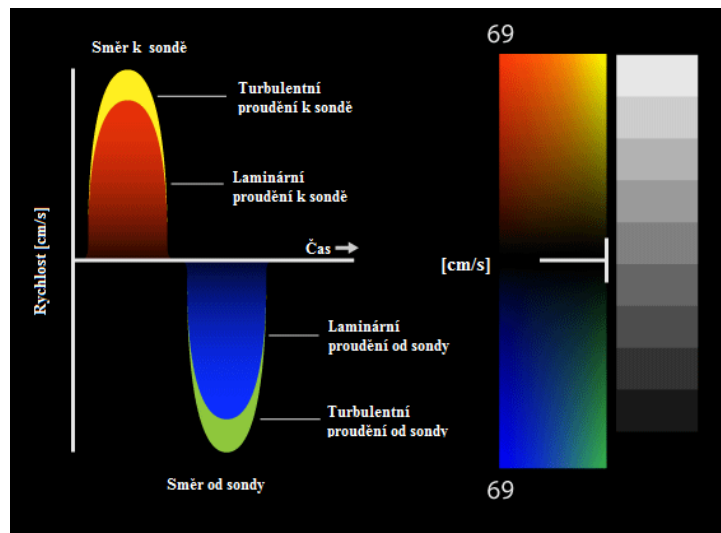 Směr k sondě
Turbulentní
proudění k sondě
Laminární
proudění k sondě
Čas
Rychlost [cm/s]
Laminární
proudění od sondy
Turbulentní
proudění od sondy
Směr od sondy
69
[cm/s]
69